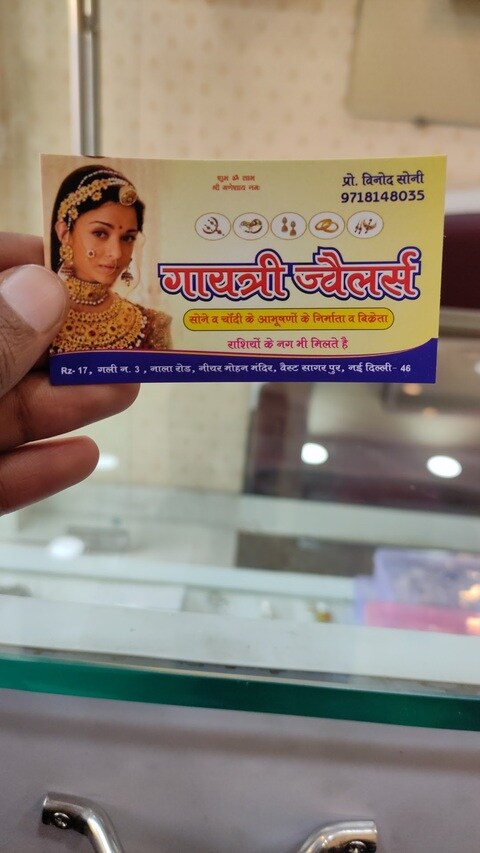 शुभ ॐ लाभ
श्री गणेशाय नमः
प्रो. विनोद सोनी
9718148035
गायत्री ज्वैलर्स
सोने व चाँदी के आभूषणों के निर्माता व बिक्रेता
राशियों के नग भी मिलते है
Rz- 17, गली न. 3 , नाला रोड, नीयर मोहन मंदिर, वैस्ट सागर पुर, नई दिल्ली- 46